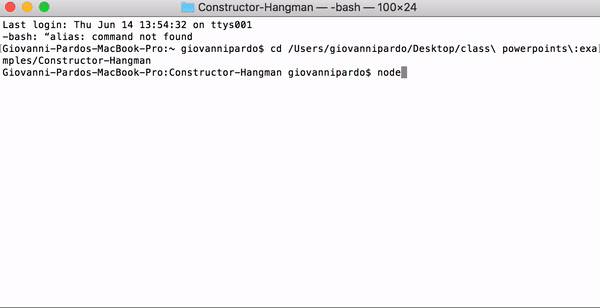 Constructor-Hangman — -bash — 100×24
Last login: Thu Jun 14 13:54:32 on ttys001
-bash: “alias: command not found
[Giovanni-Pardos-MacBook-Pro:~ giovannipardo$ cd /Users/giovannipardo/Desktop/class\ powerpoints\:exa]
mples/Constructor-Hangman
Giovanni-Pardos-MacBook-Pro:Constructor-Hangman giovannipardo$ node